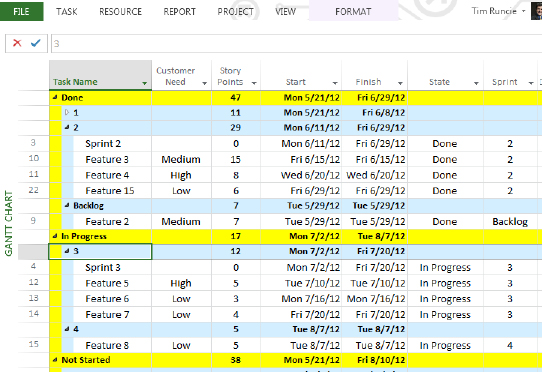 FILE TASK RESOURCE REPORT PROJECT VIEW FORMAT Tim Runcie
3
Task Name Customer Need Story Points Start Finish State Sprint
Done 47 Mon 5/21/12 Fri 6/29/12
1 11 Mon 5/21/12 Fri 6/8/12
2 29 Mon 6/11/12 Fri 6/29/12
3 Sprint 2 0 Mon 6/11/12 Fri 6/29/12 Done 2
10 Feature 3 Medium 15 Fri 6/15/12 Fri 6/15/12 Done 2
11 Feature 4 High 8 Wed 6/20/12 Wed 6/20/12 Done 2
22 Feature 15 Low 6 Fri 6/29/12 Fri 6/29/12 Done 2
Backlog 7 Tue 5/29/12 Tue 5/29/12
9 Feature 2 Medium 7 Tue 5/29/12 Tue 5/29/12 Done Backlog
In Progress 17 Mon 7/2/12 Tue 8/7/12
3 12 Mon 7/2/12 Fri 7/20/12
4 Sprint 3 0 Mon 7/2/12 Fri 7/20/12 In Progress 3
12 Feature 5 High 5 Tue 7/10/12 Tue 7/10/12 In Progress 3
13 Feature 6 Low 3 Mon 7/16/12 Mon 7/16/12 In Progress 3
14 Feature 7 Low 4 Fri 7/20/12 Fri 7/20/12 In Progress 3
4 5 Tue 8/7/12 Tue 8/7/12
15 Feature 8 Low 5 Tue 8/7/12 Tue 8/7/12 In Progress 4
Not Started 38 Mon 5/21/12 Fri 8/10/12
GANTT CHART